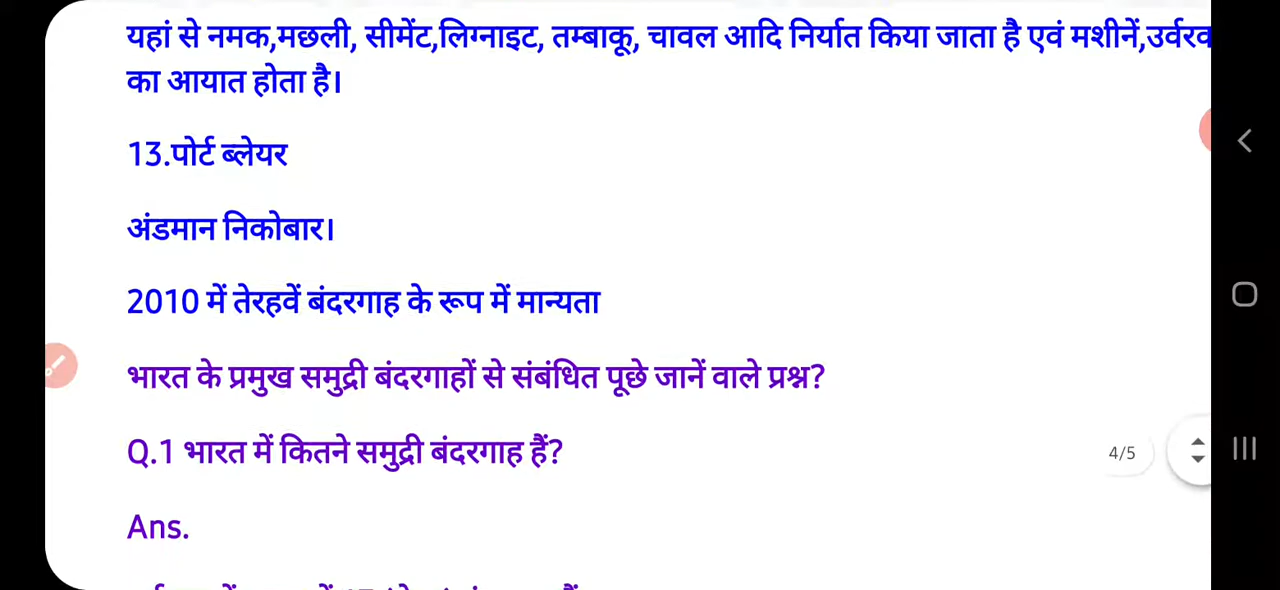 यहां से नमक,मछली, सीमेंट,लिग्नाइट, तम्बाकू, चावल आदि निर्यात किया जाता है एवं मशीनें,उर्वरक
का आयात होता है।
13.पोर्ट ब्लेयर
अंडमान निकोबार।
2010 में तेरहवें बंदरगाह के रूप में मान्यता
भारत के प्रमुख समुद्री बंदरगाहों से संबंधित पूछे जानें वाले प्रश्न?
Q.1 भारत में कितने समुद्री बंदरगाह हैं?
4/5
Ans.